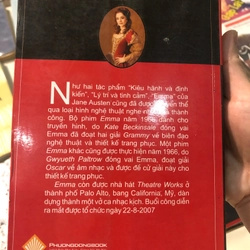 Như hai tác phẩm "Kiêu hãnh và định
kiến", "Lý trí và tình cảm", "Emma" của
Jane Austen cũng đã được thể
qua loại hình nghệ thuật nghe
Bộ phim Emma năm 1996 dành cho
truyền hình, do Kate Beckinsale đóng vai
Emma đã đoạt hai giải Grammy về biên đạo
nghệ thuật và thiết kế trang phục. Một phim
Emma khác cũng được thực hiện năm 1996, do
Gwyneth Paltrow đóng vai Emma, đoạt giải
Oscar về âm nhạc và được đề cử giải này cho
thiết kế trang phục.
Emma còn được nhà hát Theatre Works ở
thành phố Palo Alto, bang California, Mỹ, dàn
dựng thành một vở ca nhạc kịch. Buổi công diễn
ra mắt được tổ chức ngày 22-8-2007
PHUONGDONGBOOK